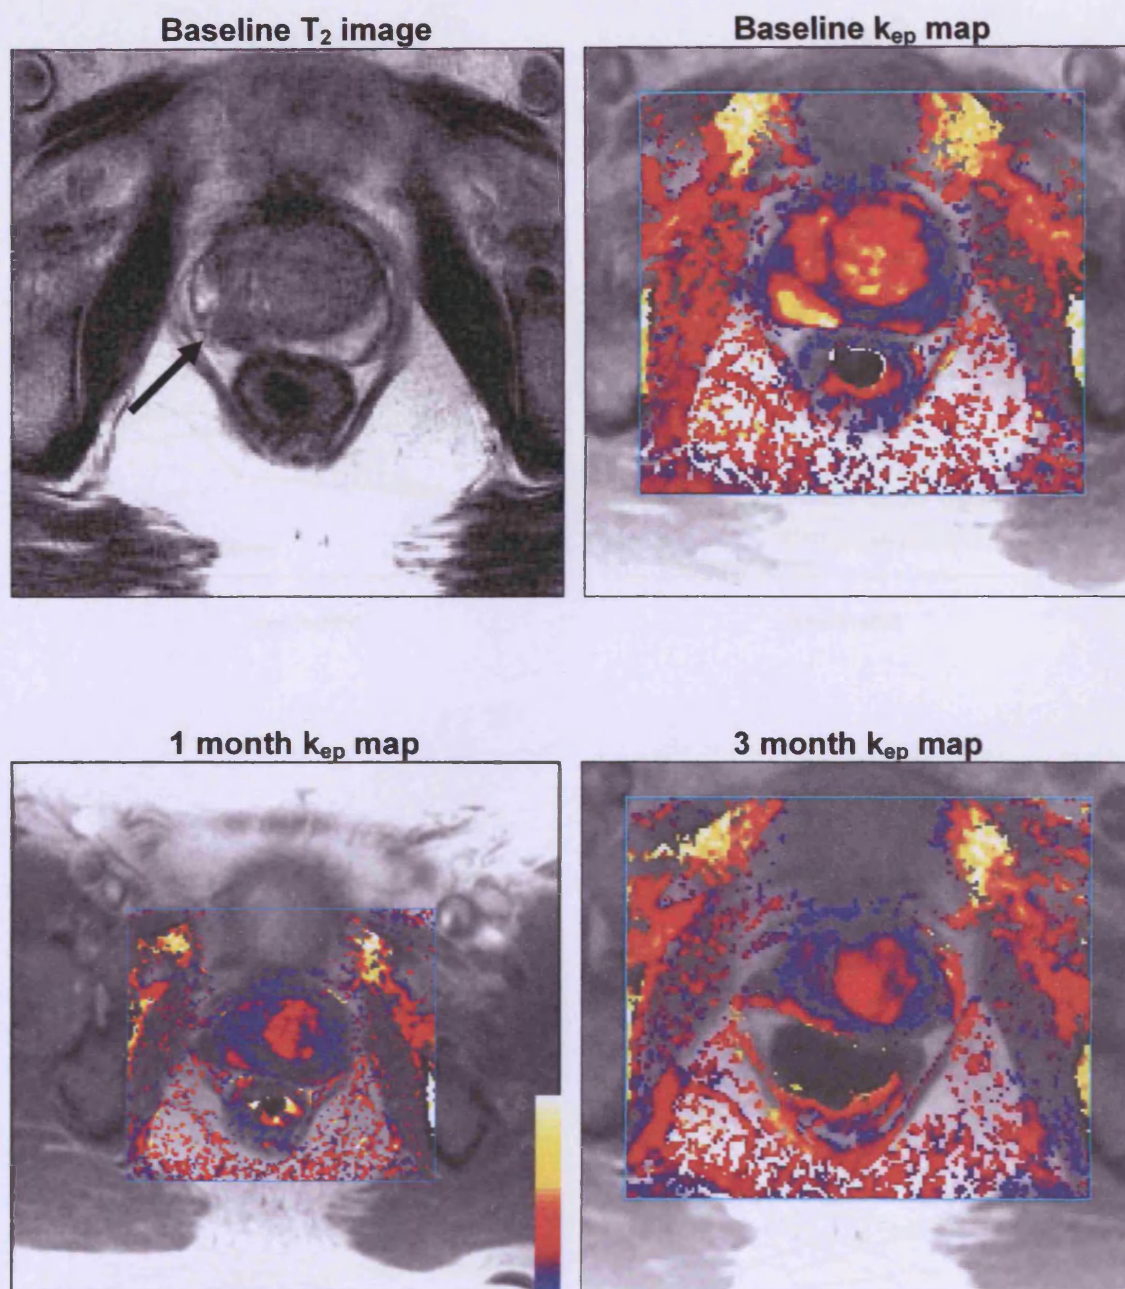 Baseline T₂ image
Baseline kₑₚ map
1 month kₑₚ map
3 month kₑₚ map